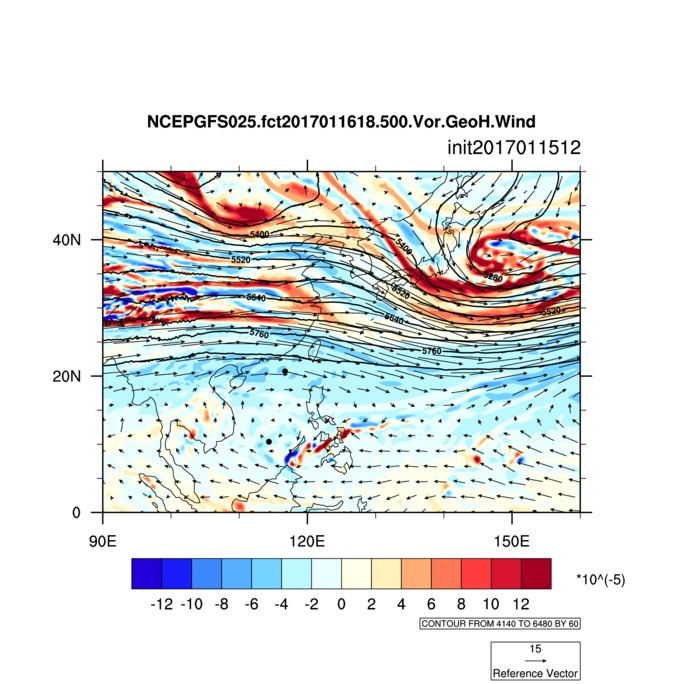 NCEPGFS025.fct2017011618.500.Vor.GeoH.Wind
init2017011512
5400
40N
5400
5520
5280
5640
5520
5520
5640
5760
5760
20N
0
90E 120E 150E
-12 -10 -8 -6 -4 -2 0 2 4 6 8 10 12
*10^(-5)
CONTOUR FROM 4140 TO 6480 BY 60
15
Reference Vector